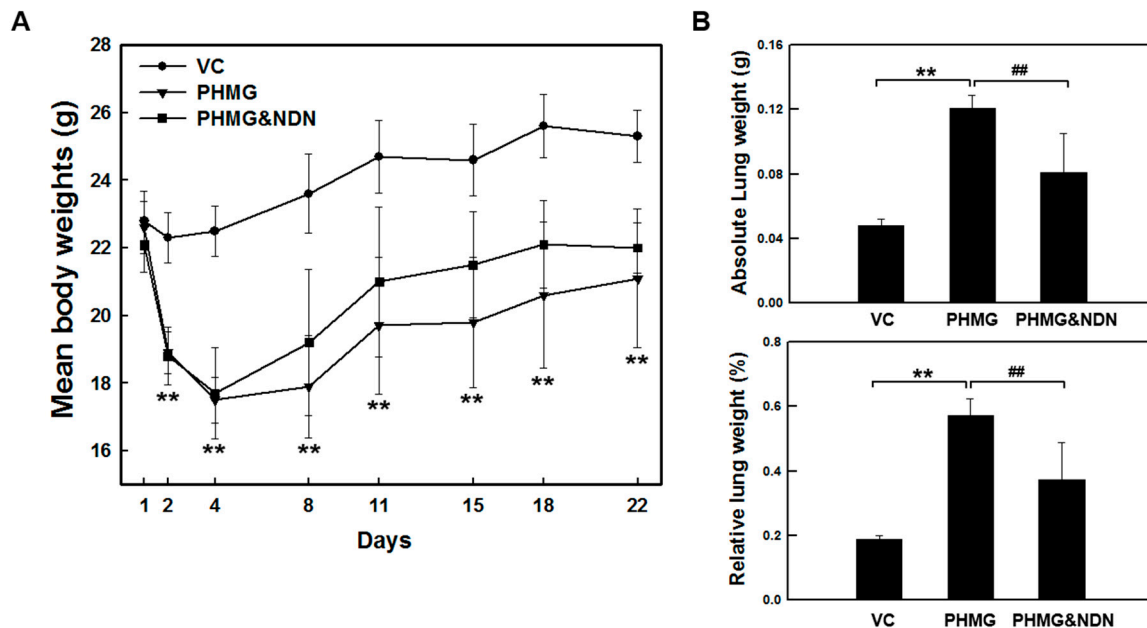 A
Mean body weights (g)
28
26
24
22
20
18
16
VC
PHMG
PHMG&NDN
**
**
**
**
**
**
**
1 2 4 8 11 15 18 22
Days
B
Absolute Lung weight (g)
0.16
0.12
0.08
0.04
0.00
** ##
VC PHMG PHMG&NDN
Relative lung weight (%)
0.8
0.6
0.4
0.2
0.0
** ##
VC PHMG PHMG&NDN